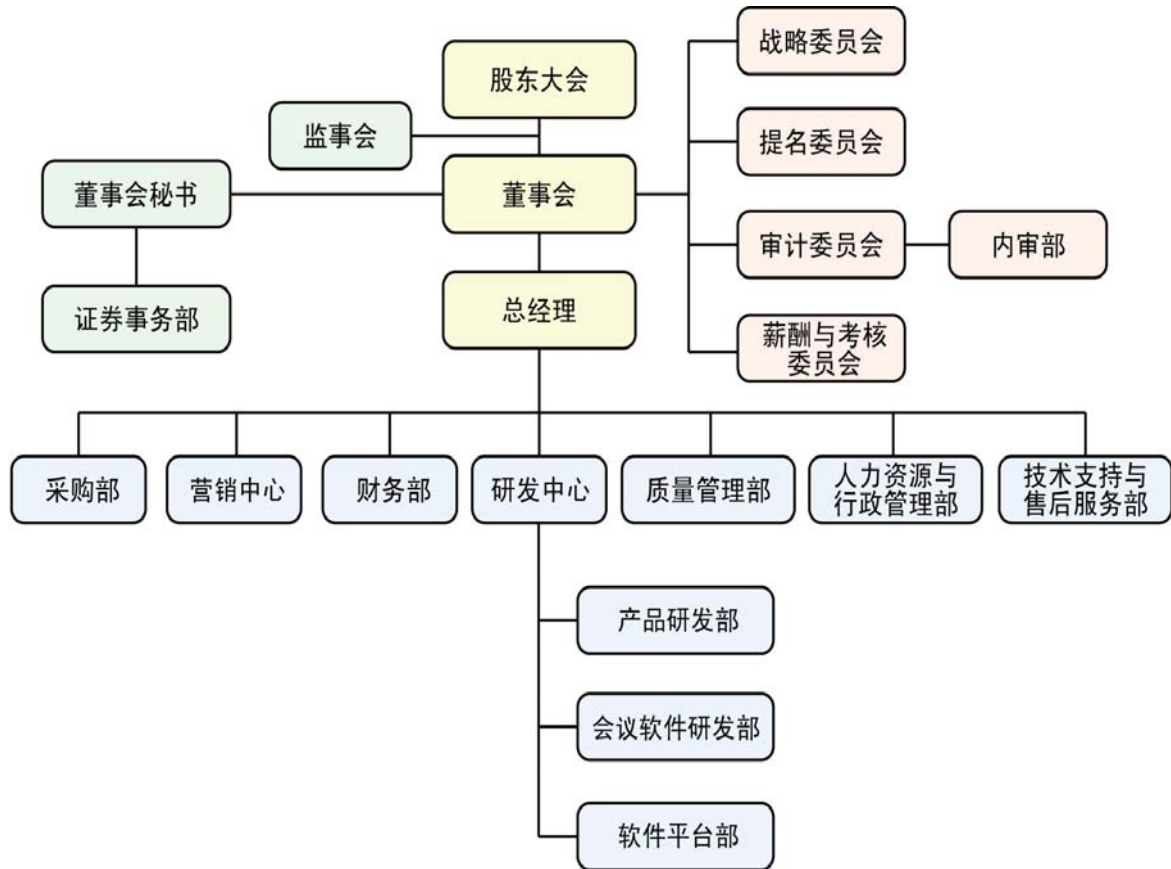 股东大会
战略委员会
监事会
提名委员会
董事会秘书
董事会
审计委员会
内审部
证券事务部
总经理
薪酬与考核
委员会
采购部
营销中心
财务部
研发中心
质量管理部
人力资源与
行政管理部
技术支持与
售后服务部
产品研发部
会议软件研发部
软件平台部